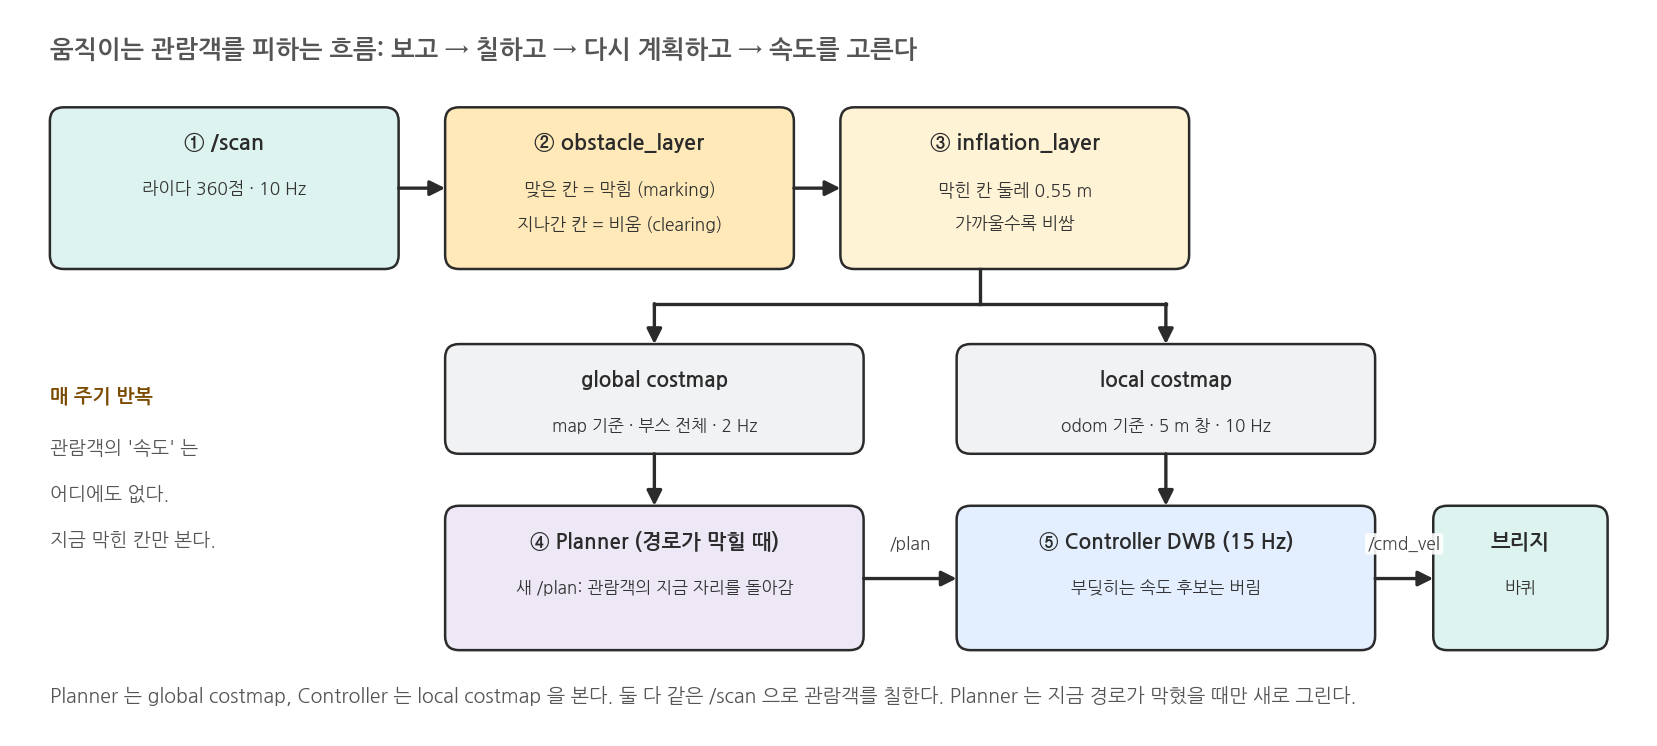 움직이는 관람객를 피하는 흐름: 보고 → 칠하고 → 다시 계획하고 → 속도를 고른다
① /scan
라이다 360점 · 10 Hz
② obstacle_layer
맞은 칸 = 막힘 (marking)
지나간 칸 = 비움 (clearing)
③ inflation_layer
막힌 칸 둘레 0.55 m
가까울수록 비쌈
global costmap
map 기준 · 부스 전체 · 2 Hz
local costmap
odom 기준 · 5 m 창 · 10 Hz
매 주기 반복
관람객의 '속도' 는
어디에도 없다.
지금 막힌 칸만 본다.
④ Planner (경로가 막힐 때)
새 /plan: 관람객의 지금 자리를 돌아감
/plan
⑤ Controller DWB (15 Hz)
부딪히는 속도 후보는 버림
/cmd_vel
브리지
바퀴
Planner 는 global costmap, Controller 는 local costmap 을 본다. 둘 다 같은 /scan 으로 관람객를 칠한다. Planner 는 지금 경로가 막혔을 때만 새로 그린다.